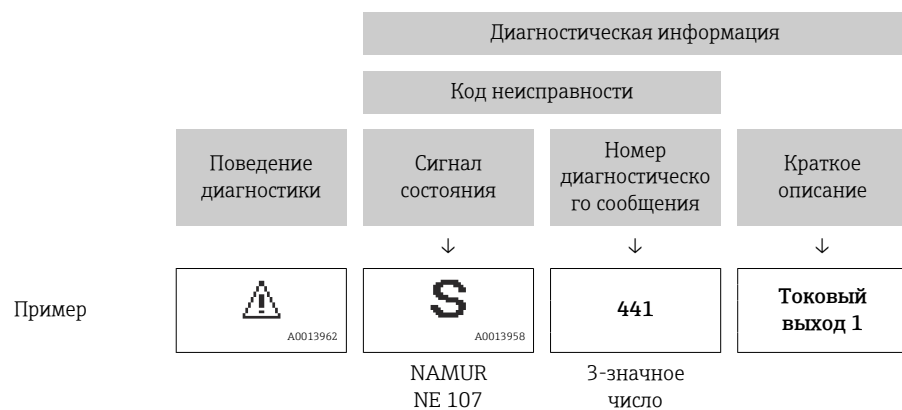 Диагностическая информация
Код неисправности
Поведение
диагностики
Сигнал
состояния
Номер
диагностическо
го сообщения
Краткое
описание
↓ ↓ ↓
Пример
A0013962
S
A0013958
441
Токовый
выход 1
NAMUR
NE 107
3-значное
число